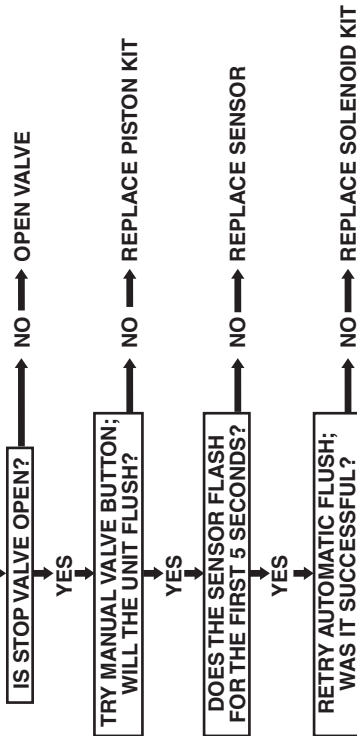 IS STOP VALVE OPEN?
NO
OPEN VALVE
YES
TRY MANUAL VALVE BUTTON;
WILL THE UNIT FLUSH?
NO
REPLACE PISTON KIT
YES
DOES THE SENSOR FLASH
FOR THE FIRST 5 SECONDS?
NO
REPLACE SENSOR
YES
RETRY AUTOMATIC FLUSH;
WAS IT SUCCESSFUL?
NO
REPLACE SOLENOID KIT